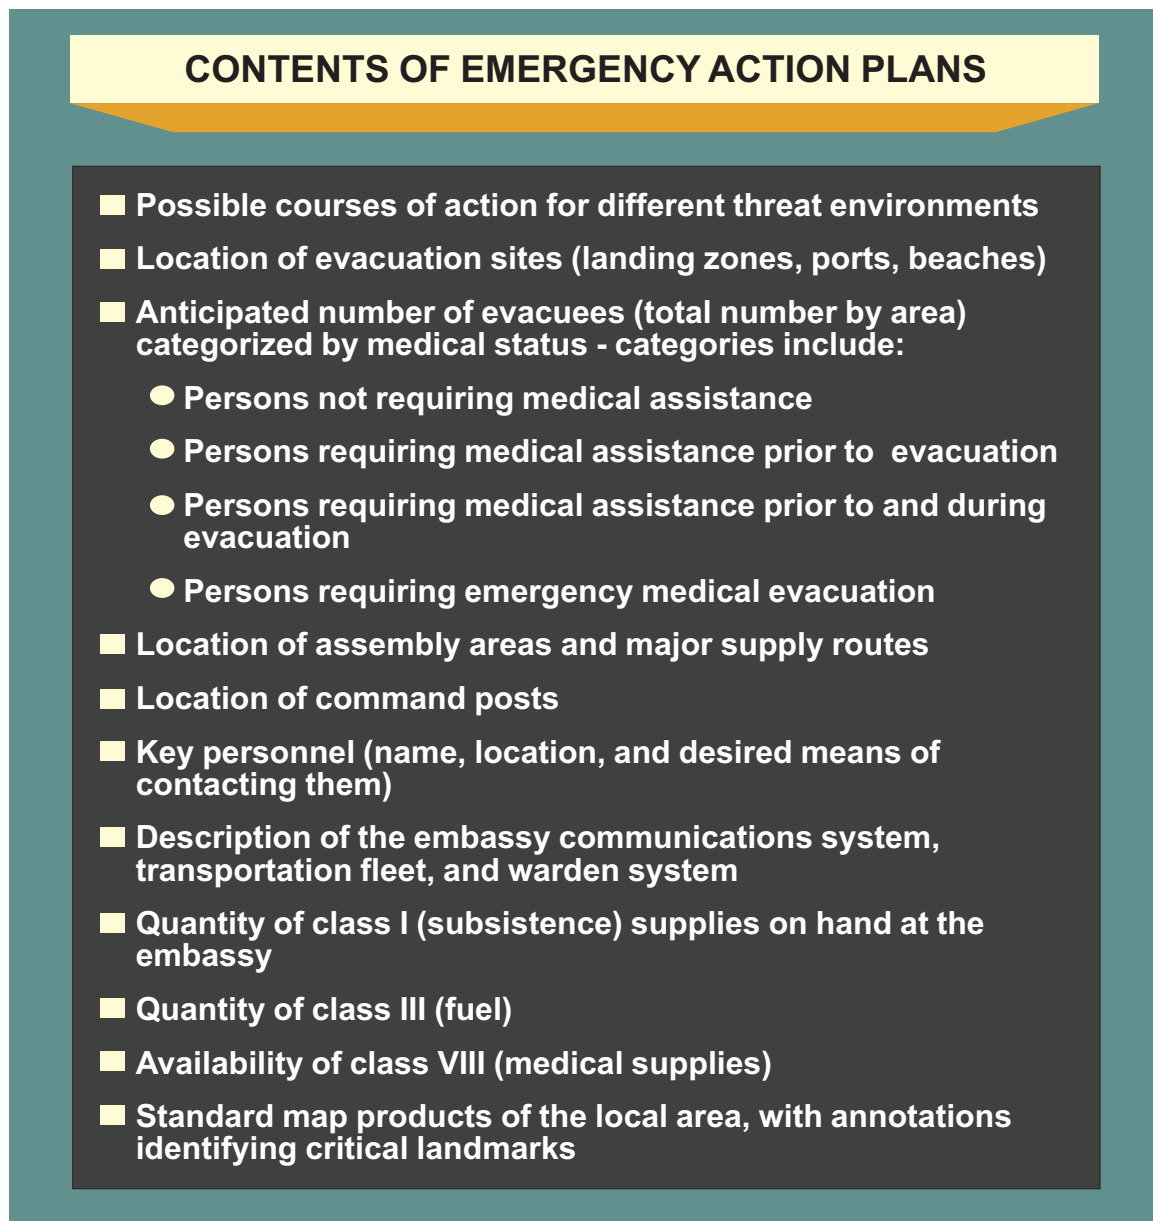 CONTENTS OF EMERGENCY ACTION PLANS
Possible courses of action for different threat environments
Location of evacuation sites (landing zones, ports, beaches)
Anticipated number of evacuees (total number by area)
categorized by medical status - categories include:
Persons not requiring medical assistance
Persons requiring medical assistance prior to  evacuation
Persons requiring medical assistance prior to and during
evacuation
Persons requiring emergency medical evacuation
Location of assembly areas and major supply routes
Location of command posts
Key personnel (name, location, and desired means of
contacting them)
Description of the embassy communications system,
transportation fleet, and warden system
Quantity of class I (subsistence) supplies on hand at the
embassy
Quantity of class III (fuel)
Availability of class VIII (medical supplies)
Standard map products of the local area, with annotations
identifying critical landmarks